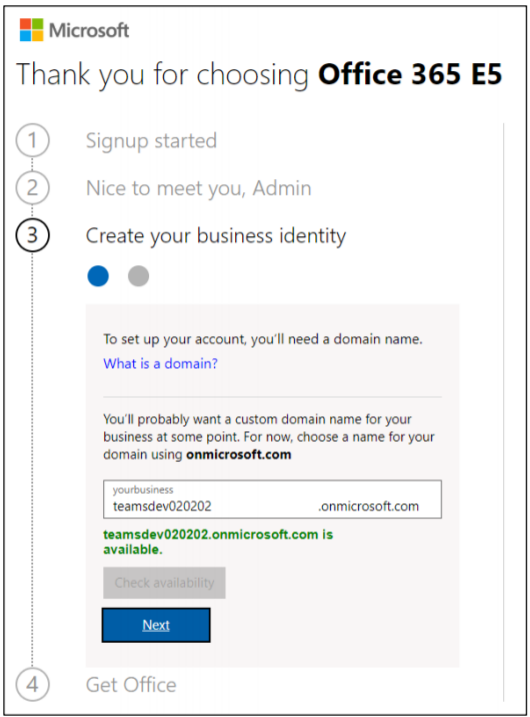 Microsoft
Thank you for choosing Office 365 E5
1 Signup started
2 Nice to meet you, Admin
3 Create your business identity
To set up your account, you'll need a domain name.
What is a domain?
You'll probably want a custom domain name for your
business at some point. For now, choose a name for your
domain using onmicrosoft.com
yourbusiness
teamsdev020202 .onmicrosoft.com
teamsdev020202.onmicrosoft.com is
available.
Check availability
Next
4 Get Office